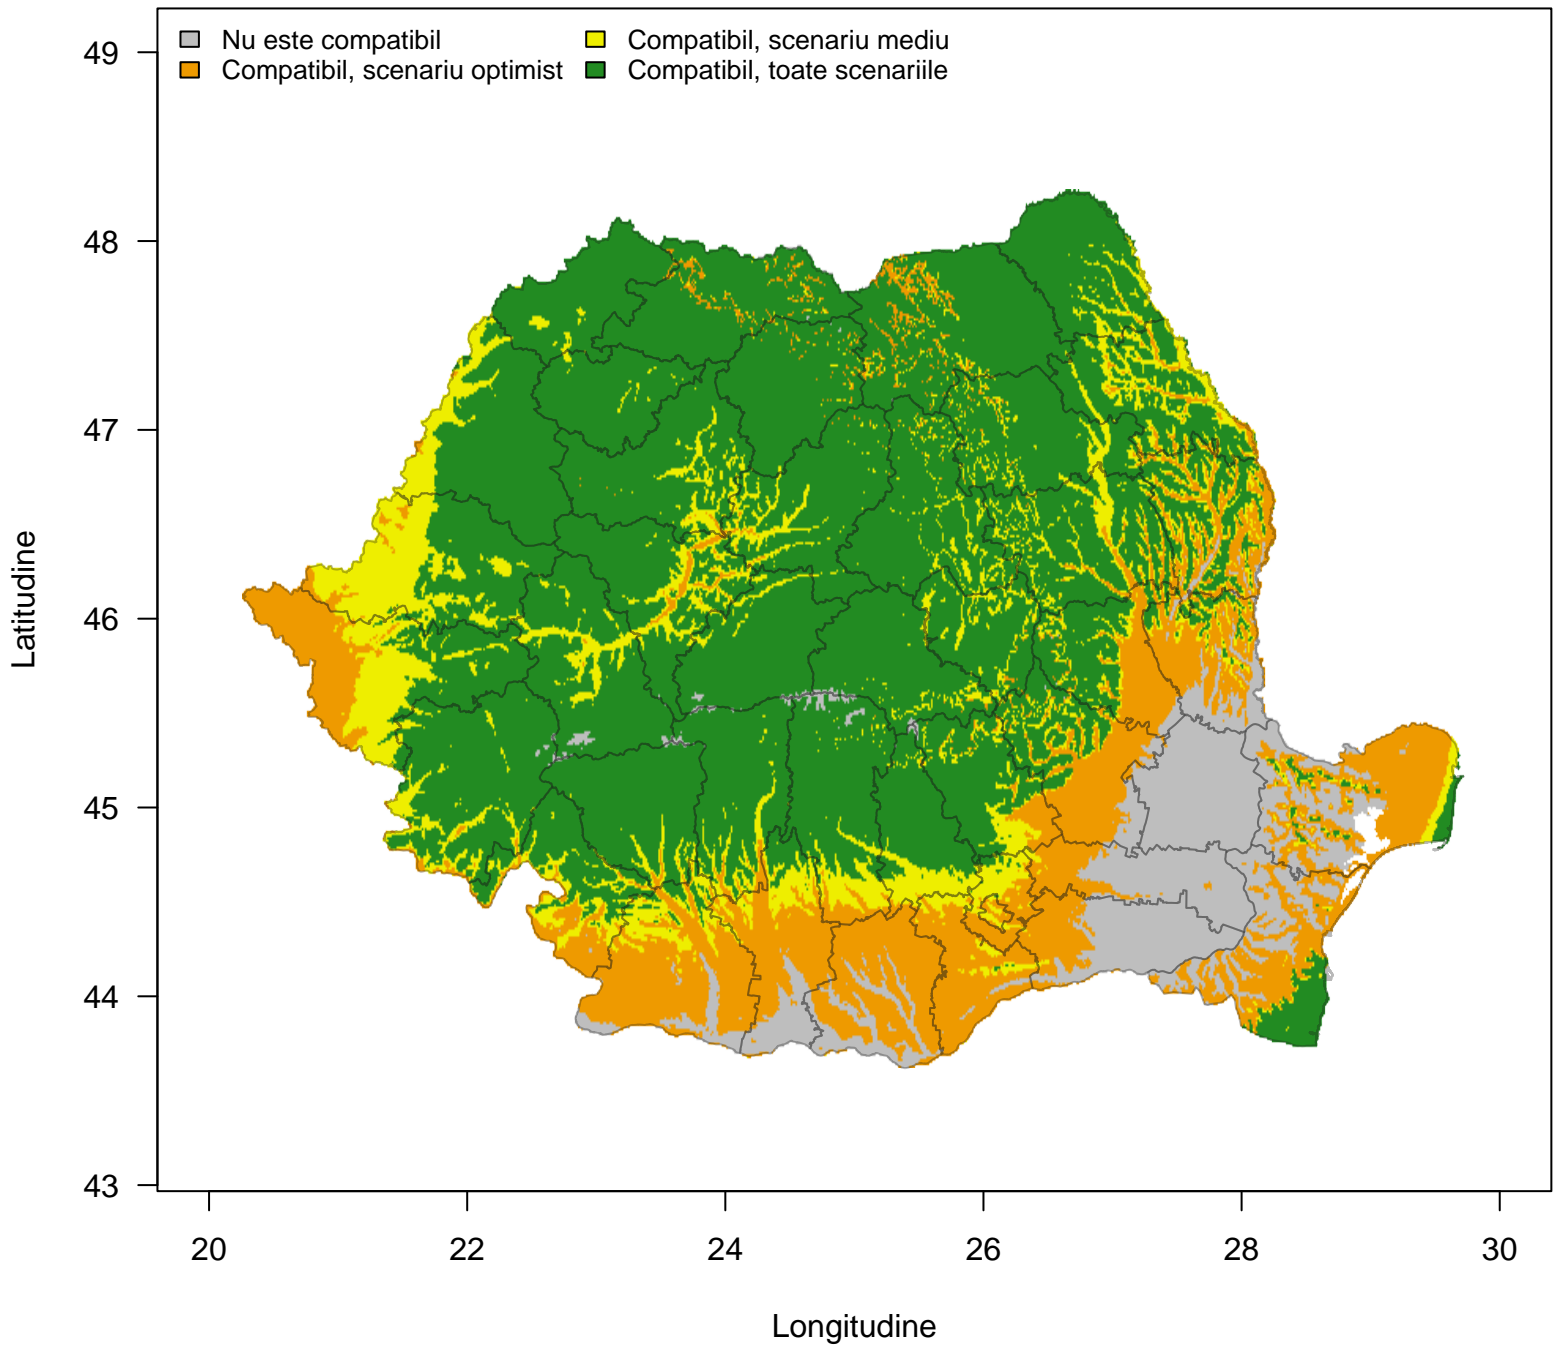 Nu este compatibil
Compatibil, scenariu optimist
Compatibil, scenariu mediu
Compatibil, toate scenariile
49
48
47
46
45
44
43
Latitudine
20 22 24 26 28 30
Longitudine